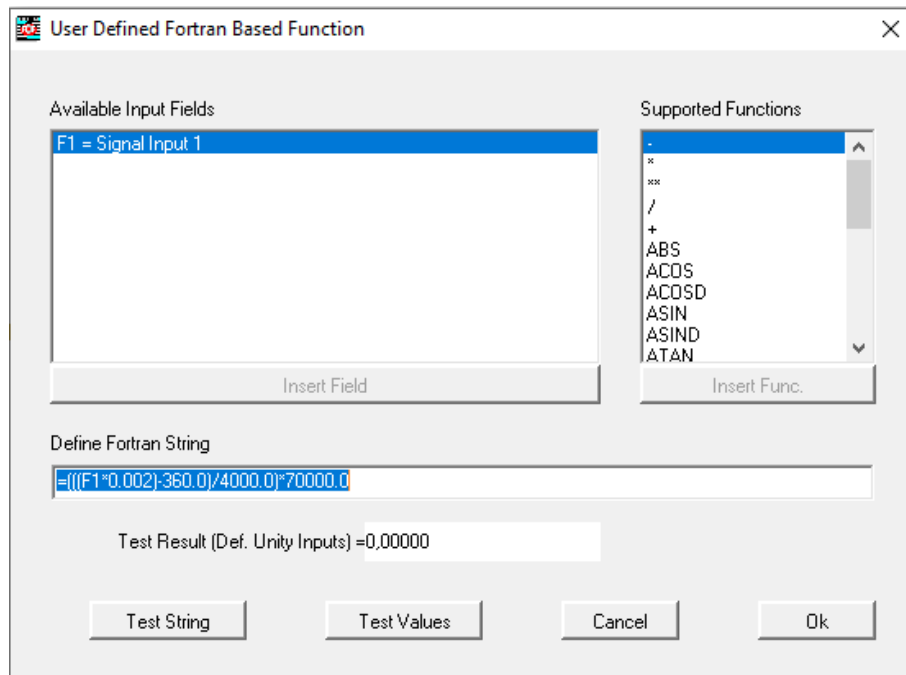 User Defined Fortran Based Function
Available Input Fields
Supported Functions
F1 = Signal Input 1
-
*
**
/
+
ABS
ACOS
ACOSD
ASIN
ASIND
ATAN
Insert Field
Insert Func.
Define Fortran String
=(((F1*0.002)-360.0)/4000.0)*70000.0
Test Result (Def. Unity Inputs) =0,00000
Test String
Test Values
Cancel
Ok